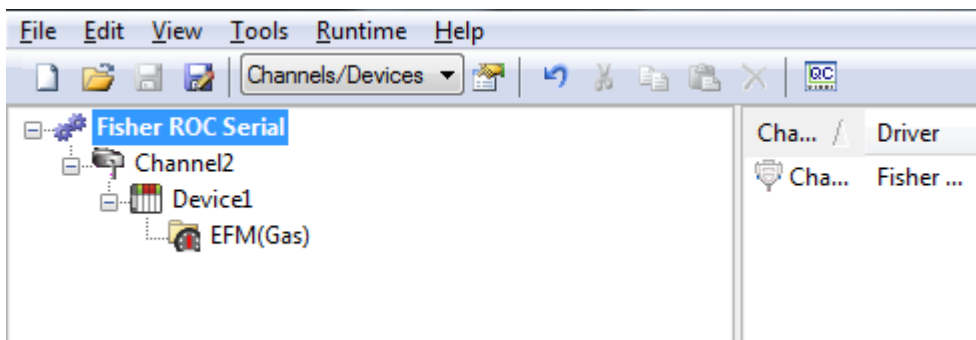 File Edit View Tools Runtime Help
Channels/Devices QC
Fisher ROC Serial
Channel2
Device1
EFM(Gas)
Cha... Driver
Cha... Fisher ...